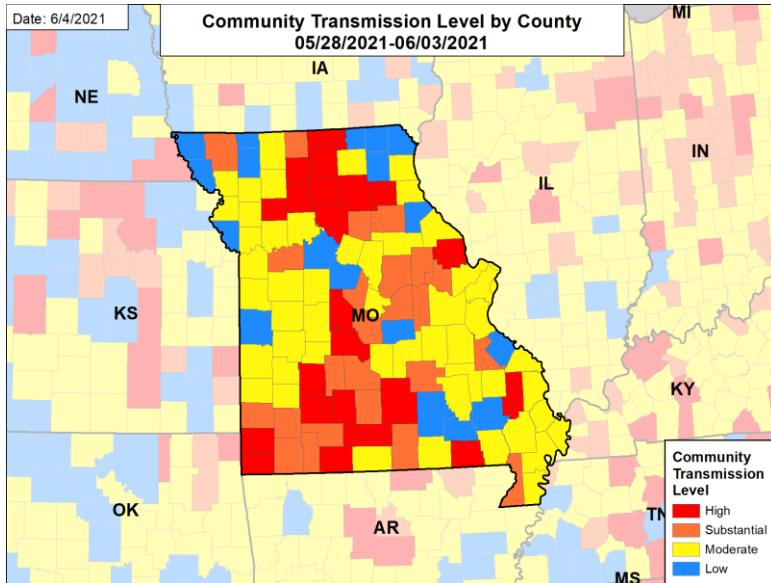 Date: 6/4/2021
Community Transmission Level by County
05/28/2021-06/03/2021
MI
IA
NE
IN
IL
KS
MO
KY
OK
AR
TN
MS
Community
Transmission
Level
High
Substantial
Moderate
Low